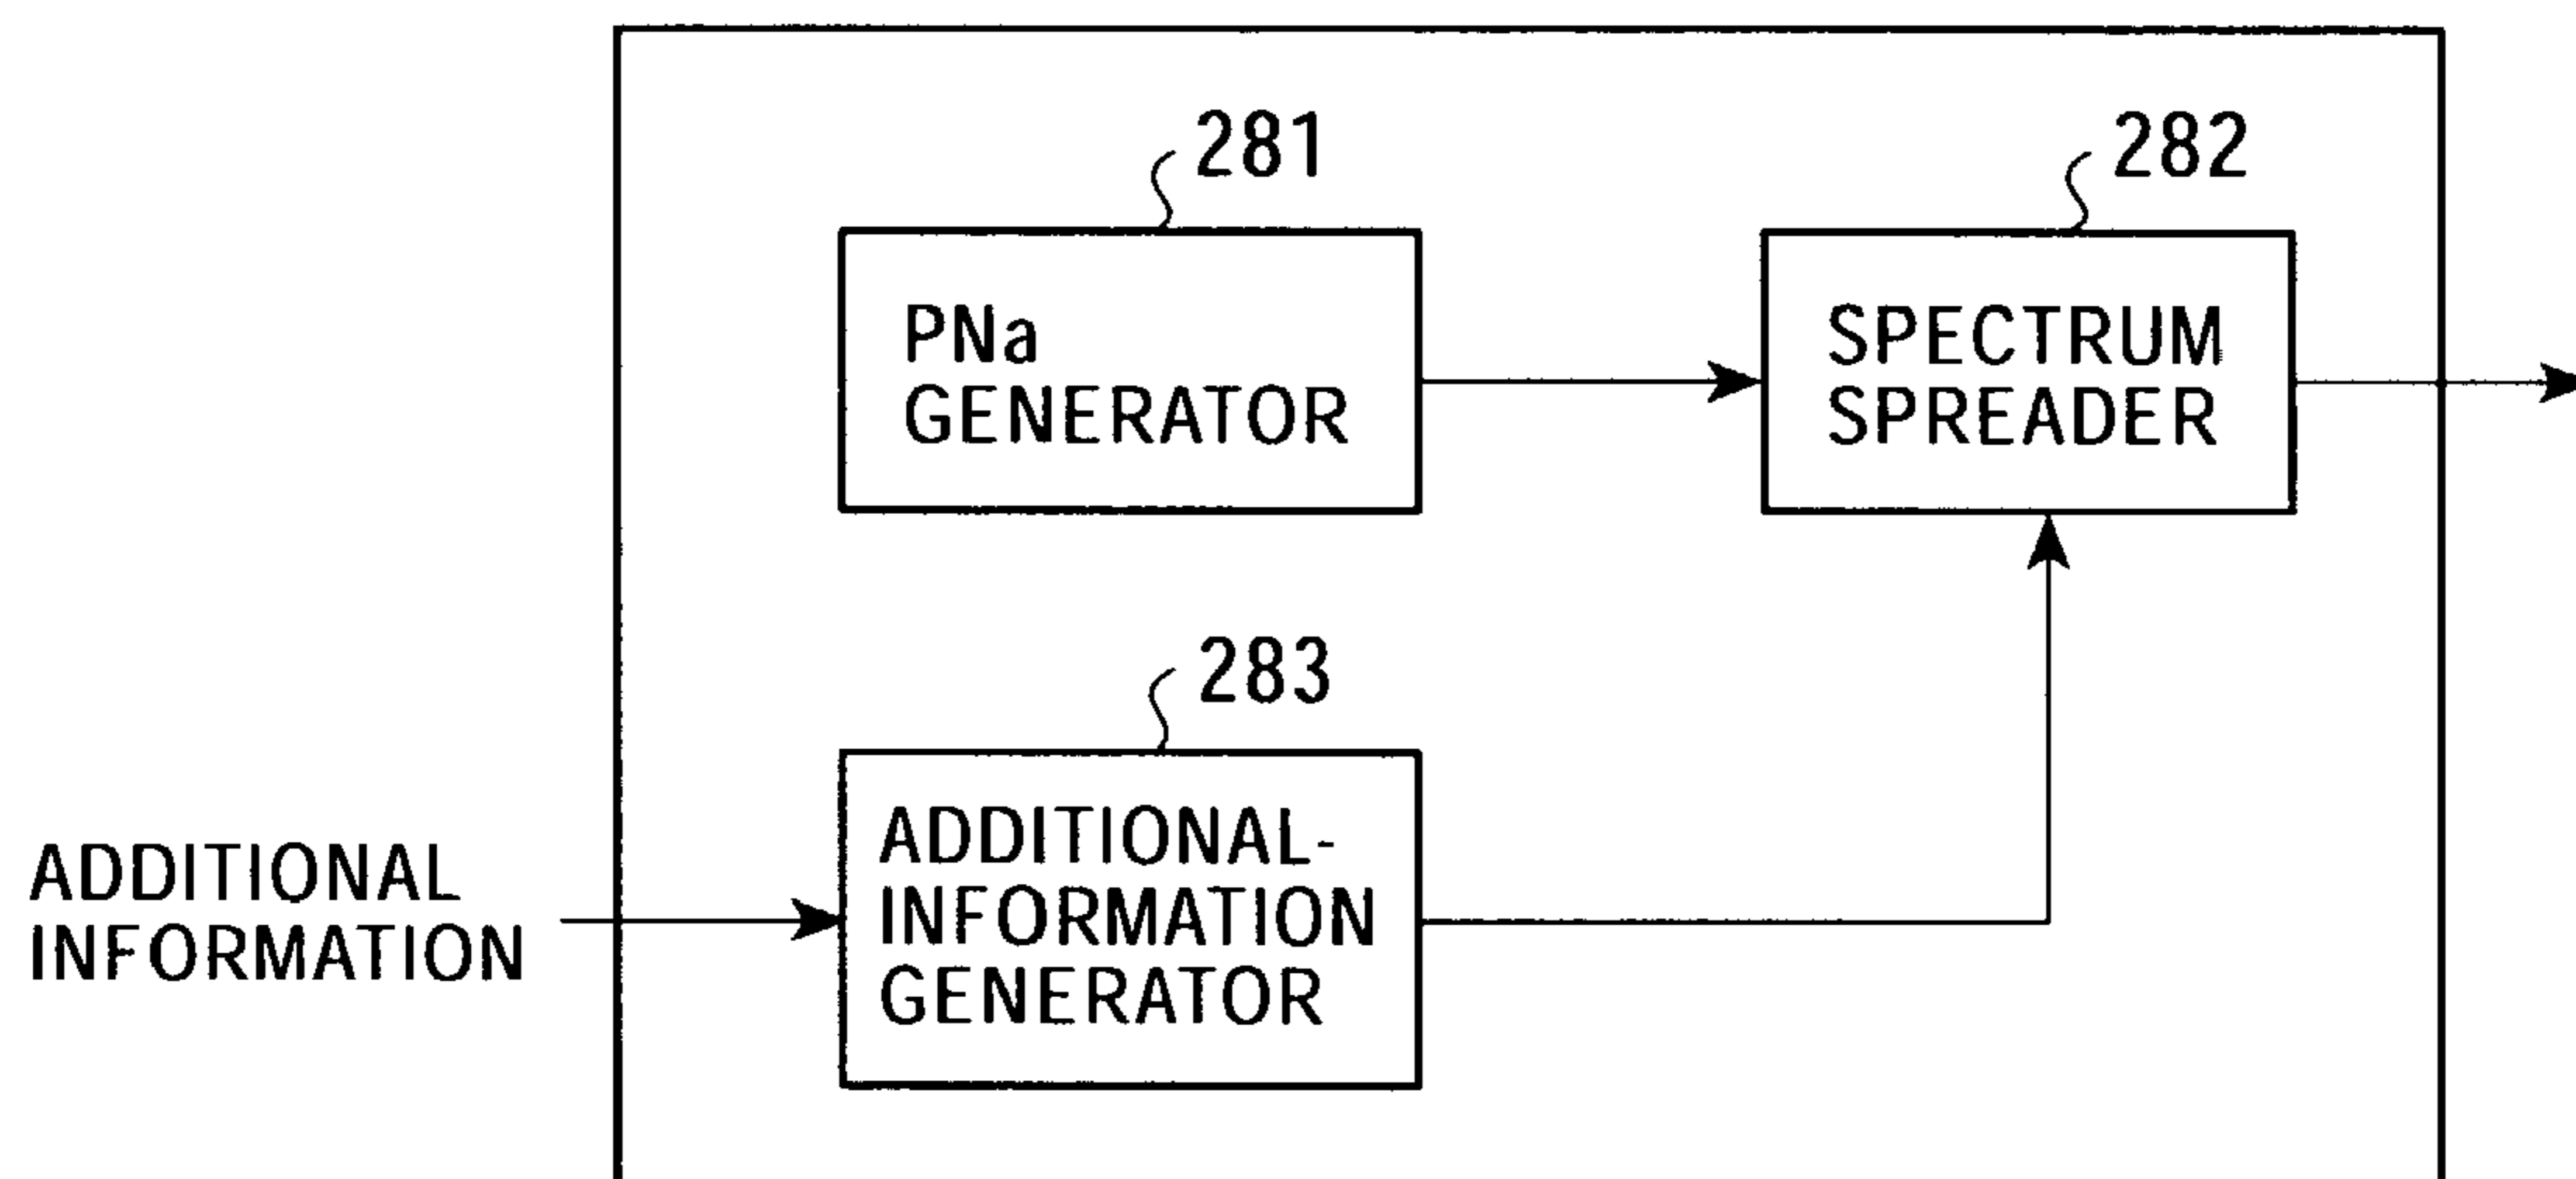 281
282
PNa
GENERATOR
SPECTRUM
SPREADER
283
ADDITIONAL
INFORMATION
ADDITIONAL-
INFORMATION
GENERATOR